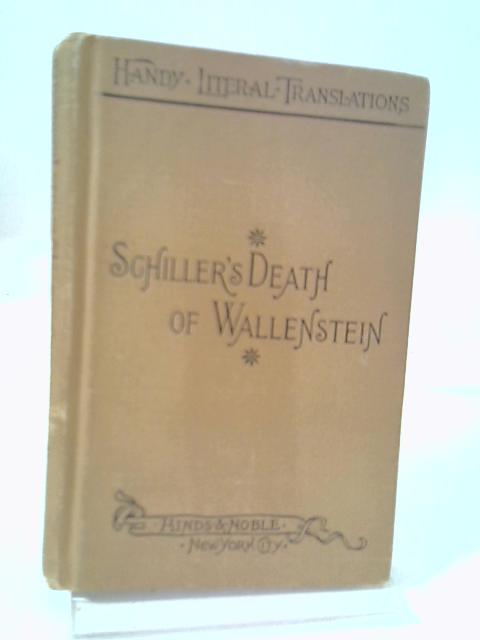 HANDY · LITERAL · TRANSLATIONS
SCHILLER'S DEATH
OF WALLENSTEIN
· HINDS & NOBLE ·
· NEW YORK CITY ·